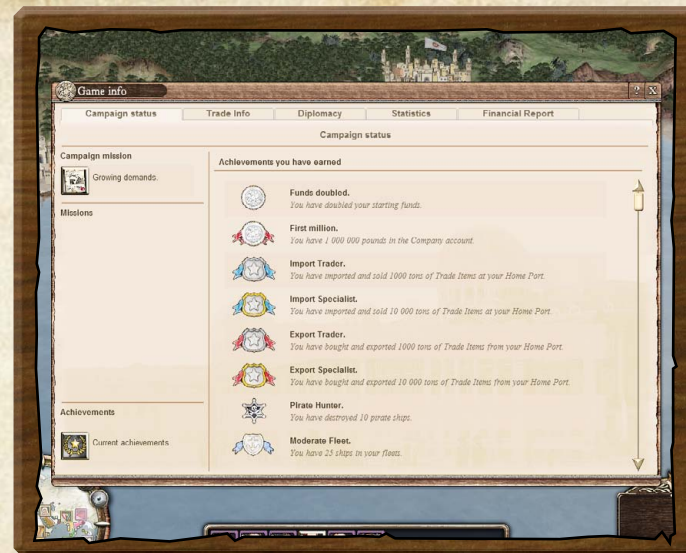 Game info
? X
Campaign status Trade Info Diplomacy Statistics Financial Report
Campaign status
Campaign mission
Growing demands.
Missions
Achievements
Current achievements
Achievements you have earned
Funds doubled.
You have doubled your starting funds.
First million.
You have 1 000 000 pounds in the Company account.
Import Trader.
You have imported and sold 1000 tons of Trade Items at your Home Port.
Import Specialist.
You have imported and sold 10 000 tons of Trade Items at your Home Port.
Export Trader.
You have bought and exported 1000 tons of Trade Items from your Home Port.
Export Specialist.
You have bought and exported 10 000 tons of Trade Items from your Home Port.
Pirate Hunter.
You have destroyed 10 pirate ships.
Moderate Fleet.
You have 25 ships in your fleets.